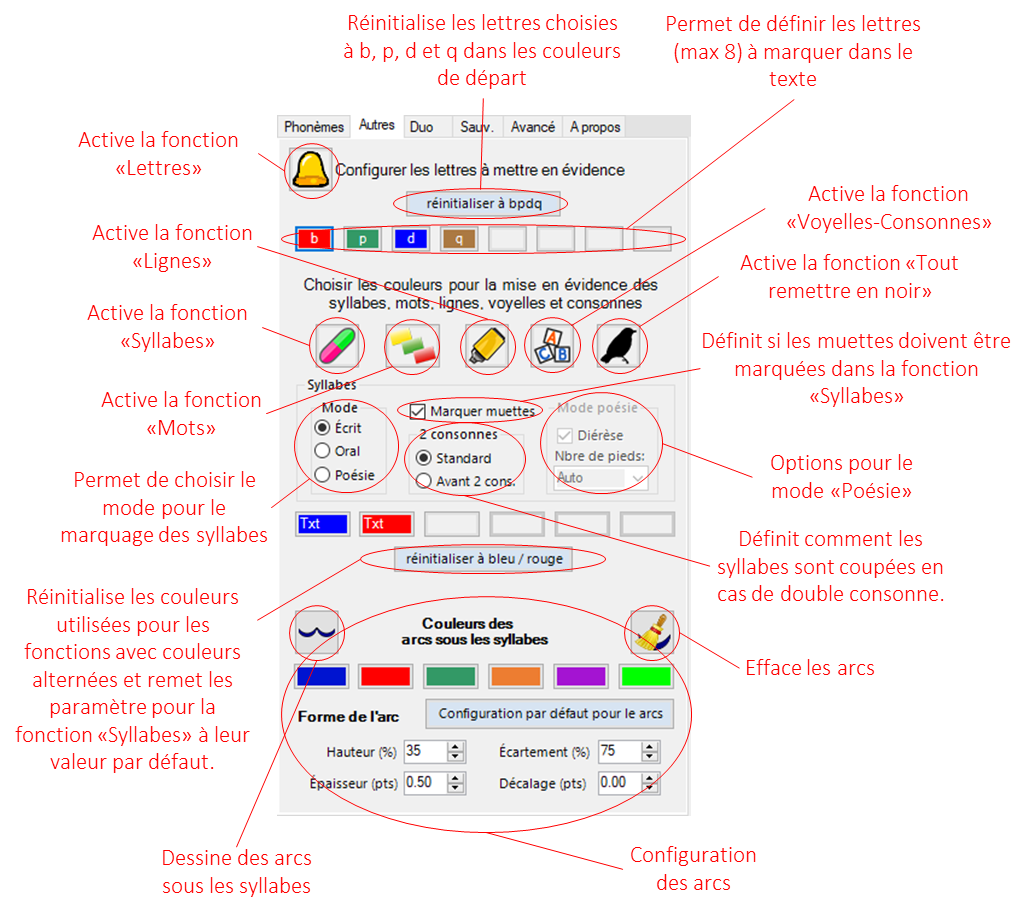 Réinitialise les lettres choisies
à b, p, d et q dans les couleurs
de départ
Permet de définir les lettres
(max 8) à marquer dans le
texte
Phonèmes Autres Duo Sauv. Avancé A propos
Active la fonction
«Lettres»
Configurer les lettres à mettre en évidence
réinitialiser à bpdq
Active la fonction
«Voyelles-Consonnes»
Active la fonction
«Lignes»
b p d q
Active la fonction «Tout
remettre en noir»
Choisir les couleurs pour la mise en évidence des
syllabes, mots, lignes, voyelles et consonnes
Active la fonction
«Syllabes»
A
C B
Définit si les muettes doivent être
marquées dans la fonction
«Syllabes»
Active la fonction
«Mots»
Syllabes
Mode
Écrit
Oral
Poésie
Marquer muettes
2 consonnes
Standard
Avant 2 cons.
Mode poésie
Diérèse
Nbre de pieds:
Auto
Options pour le
mode «Poésie»
Permet de choisir le
mode pour le
marquage des syllabes
Txt Txt
réinitialiser à bleu / rouge
Définit comment les
syllabes sont coupées en
cas de double consonne.
Réinitialise les couleurs
utilisées pour les
fonctions avec couleurs
alternées et remet les
paramètre pour la
fonction «Syllabes» à leur
valeur par défaut.
Couleurs des
arcs sous les syllabes
Efface les arcs
Forme de l'arc
Configuration par défaut pour le arcs
Hauteur (%) 35 Écartement (%) 75
Épaisseur (pts) 0.50 Décalage (pts) 0.00
Dessine des arcs
sous les syllabes
Configuration
des arcs